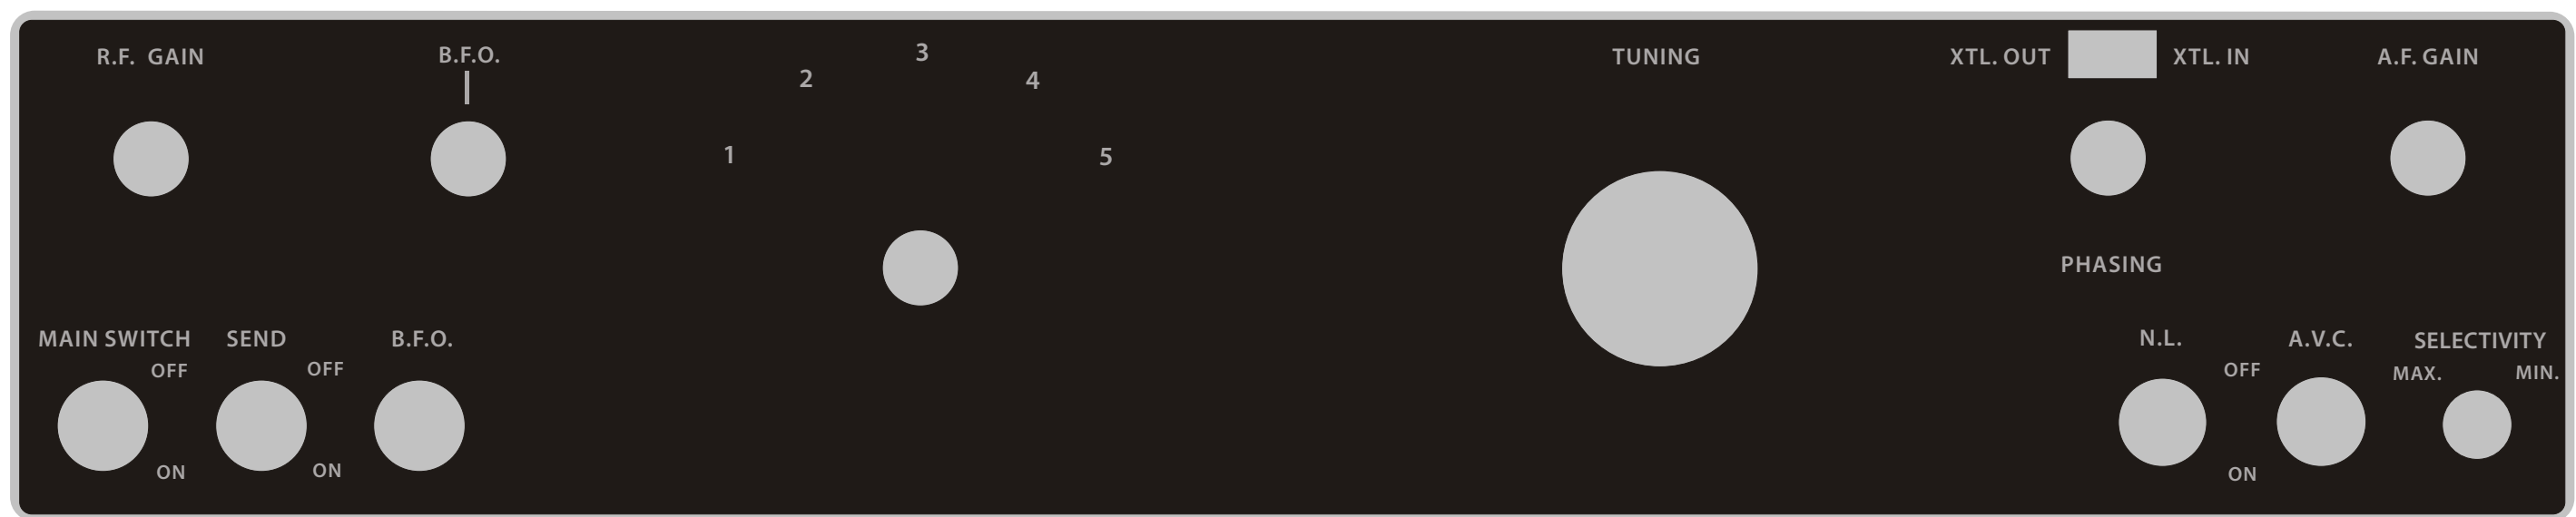 R.F. GAIN
B.F.O.
1
2
3
4
5
TUNING
XTL. OUT
XTL. IN
A.F. GAIN
PHASING
MAIN SWITCH
OFF
ON
SEND
OFF
ON
B.F.O.
N.L.
OFF
ON
A.V.C.
SELECTIVITY
MAX.
MIN.